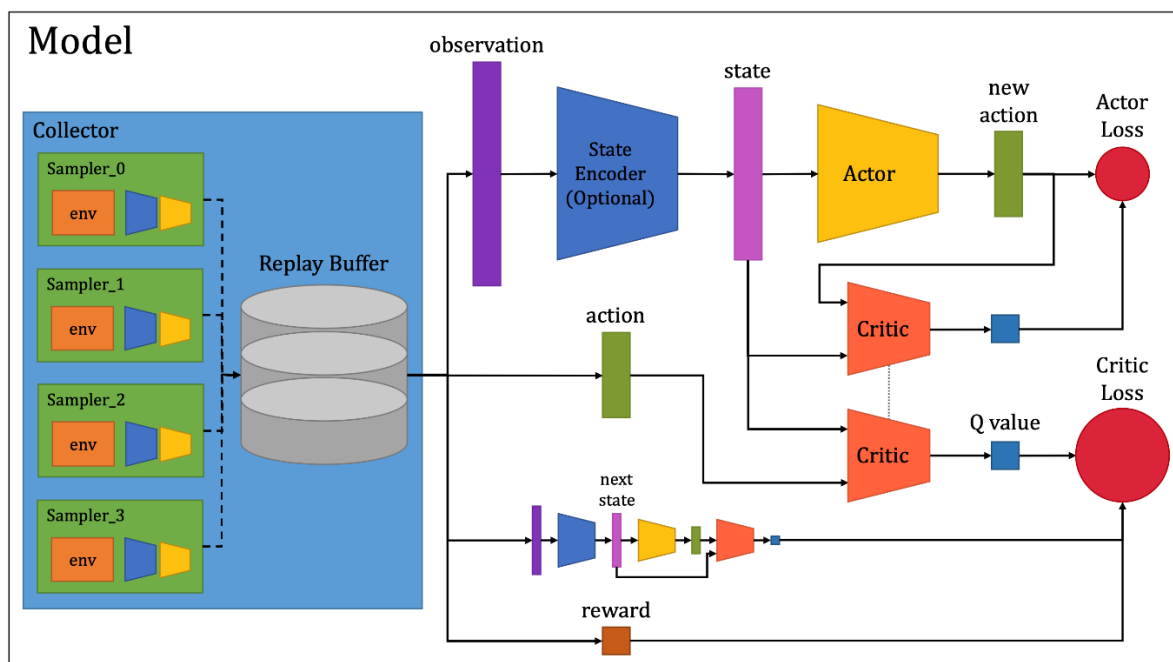 Model
Collector
Sampler_0
env
Sampler_1
env
Sampler_2
env
Sampler_3
env
Replay Buffer
observation
State
Encoder
(Optional)
state
Actor
new
action
Actor
Loss
action
Critic
Critic
Q value
Critic
Loss
next
state
reward